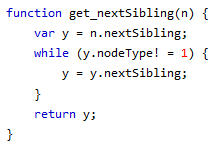 function get_nextSibling(n) {
    var y = n.nextSibling;
    while (y.nodeType! = 1) {
        y = y.nextSibling;
    }
    return y;
}